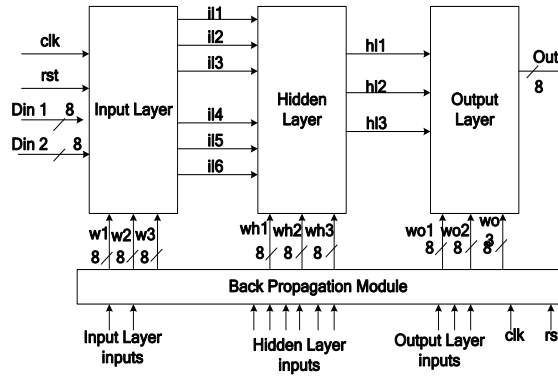 il1
il2
il3
il4
il5
il6
clk
rst
Din 1
8
Din 2
8
Input Layer
Hidden
Layer
hl1
hl2
hl3
Output
Layer
Out
8
w1
w2
w3
8
8
8
wh1
wh2
wh3
8
8
8
wo1
wo2
wo
3
8
8
8
Back Propagation Module
Input Layer
inputs
Hidden Layer
inputs
Output Layer
inputs
clk
rs